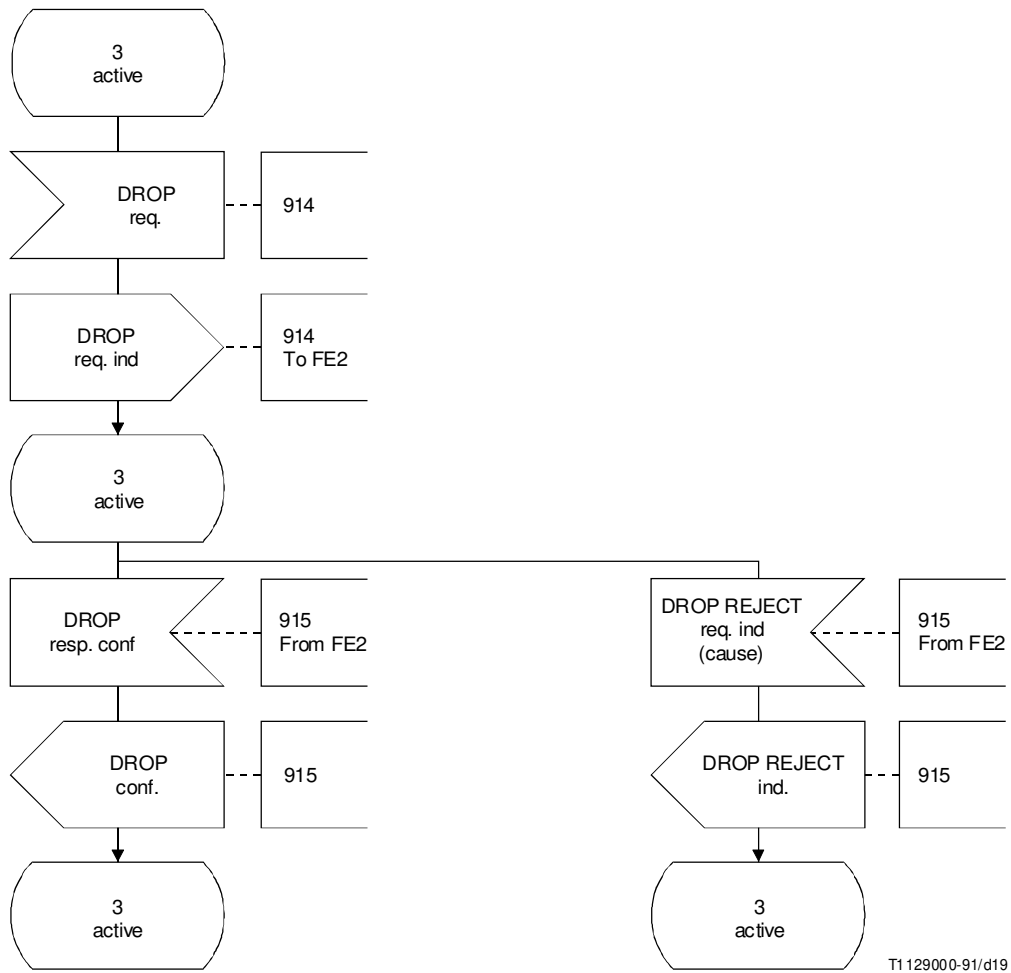 3
active
DROP
req.
914
DROP
req. ind
914
To FE2
3
active
DROP
resp. conf
915
From FE2
DROP REJECT
req. ind
(cause)
915
From FE2
DROP
conf.
915
DROP REJECT
ind.
915
3
active
3
active
T1129000-91/d19